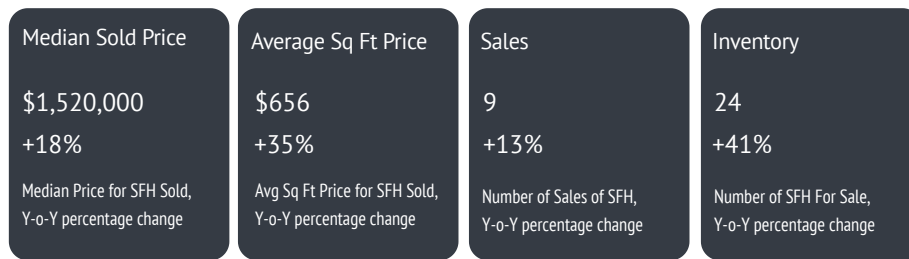 Median Sold Price
$1,520,000
+18%
Median Price for SFH Sold,
Y-o-Y percentage change
Average Sq Ft Price
$656
+35%
Avg Sq Ft Price for SFH Sold,
Y-o-Y percentage change
Sales
9
+13%
Number of Sales of SFH,
Y-o-Y percentage change
Inventory
24
+41%
Number of SFH For Sale,
Y-o-Y percentage change